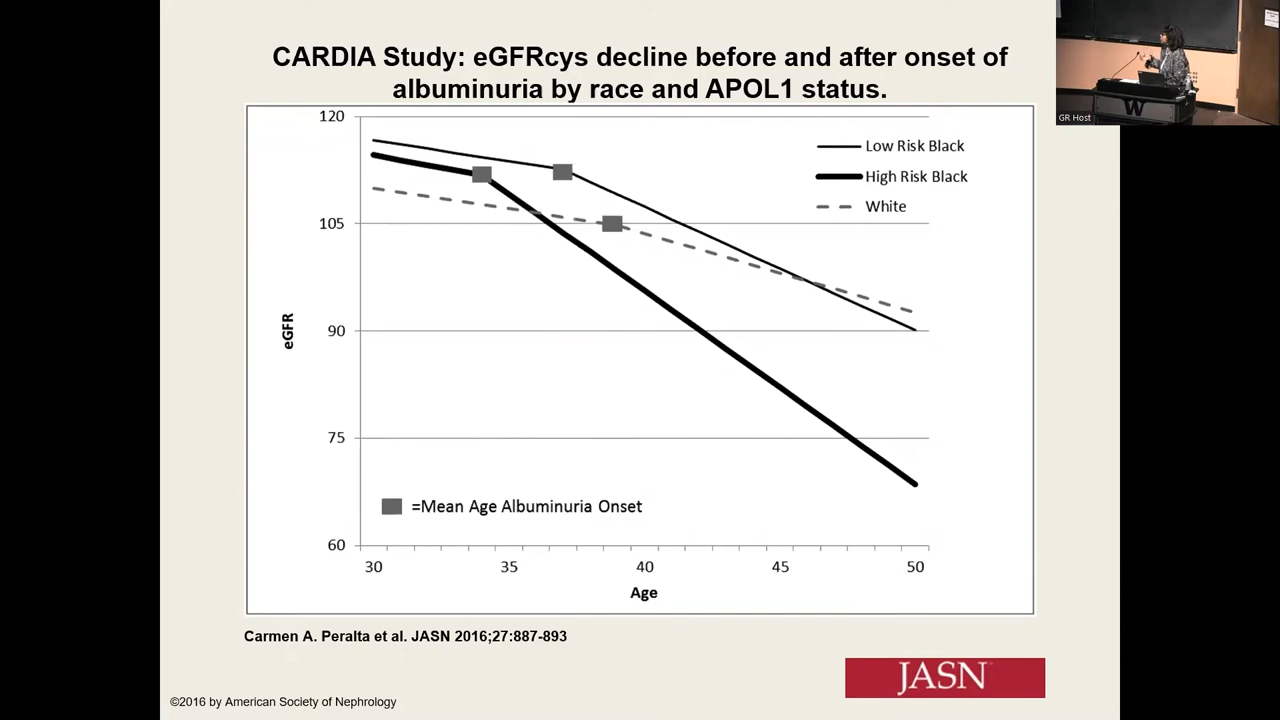 CARDIA Study: eGFRcys decline before and after onset of
albuminuria by race and APOL1 status.
GR Host
W
120
105
90
75
60
eGFR
Low Risk Black
High Risk Black
White
=Mean Age Albuminuria Onset
30 35 40 45 50
Age
Carmen A. Peralta et al. JASN 2016;27:887-893
JASN
©2016 by American Society of Nephrology